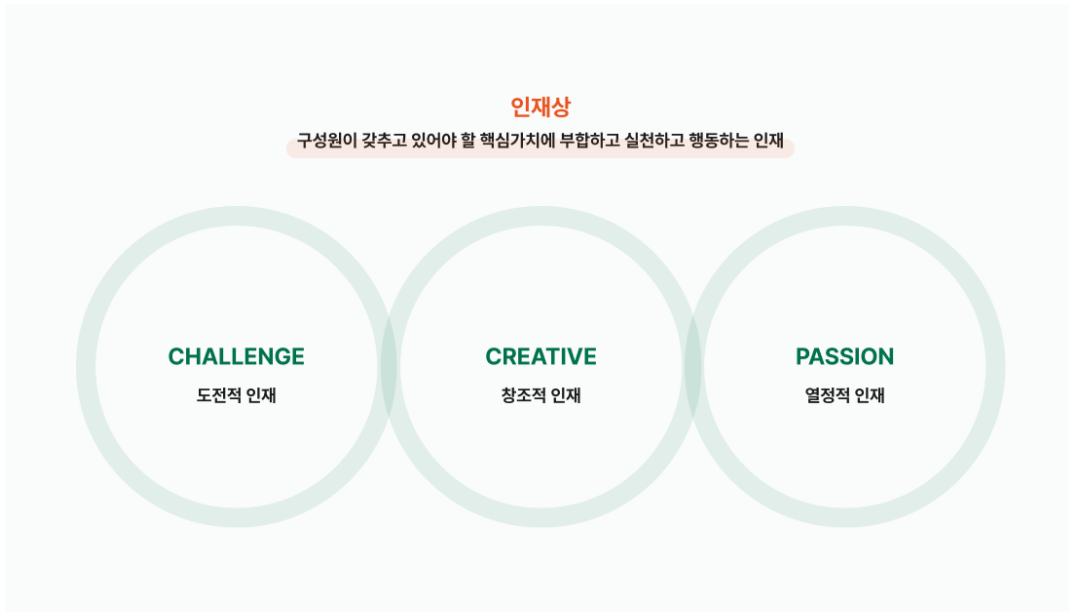 인재상
구성원이 갖추고 있어야 할 핵심가치에 부합하고 실천하고 행동하는 인재
CHALLENGE
도전적 인재
CREATIVE
창조적 인재
PASSION
열정적 인재